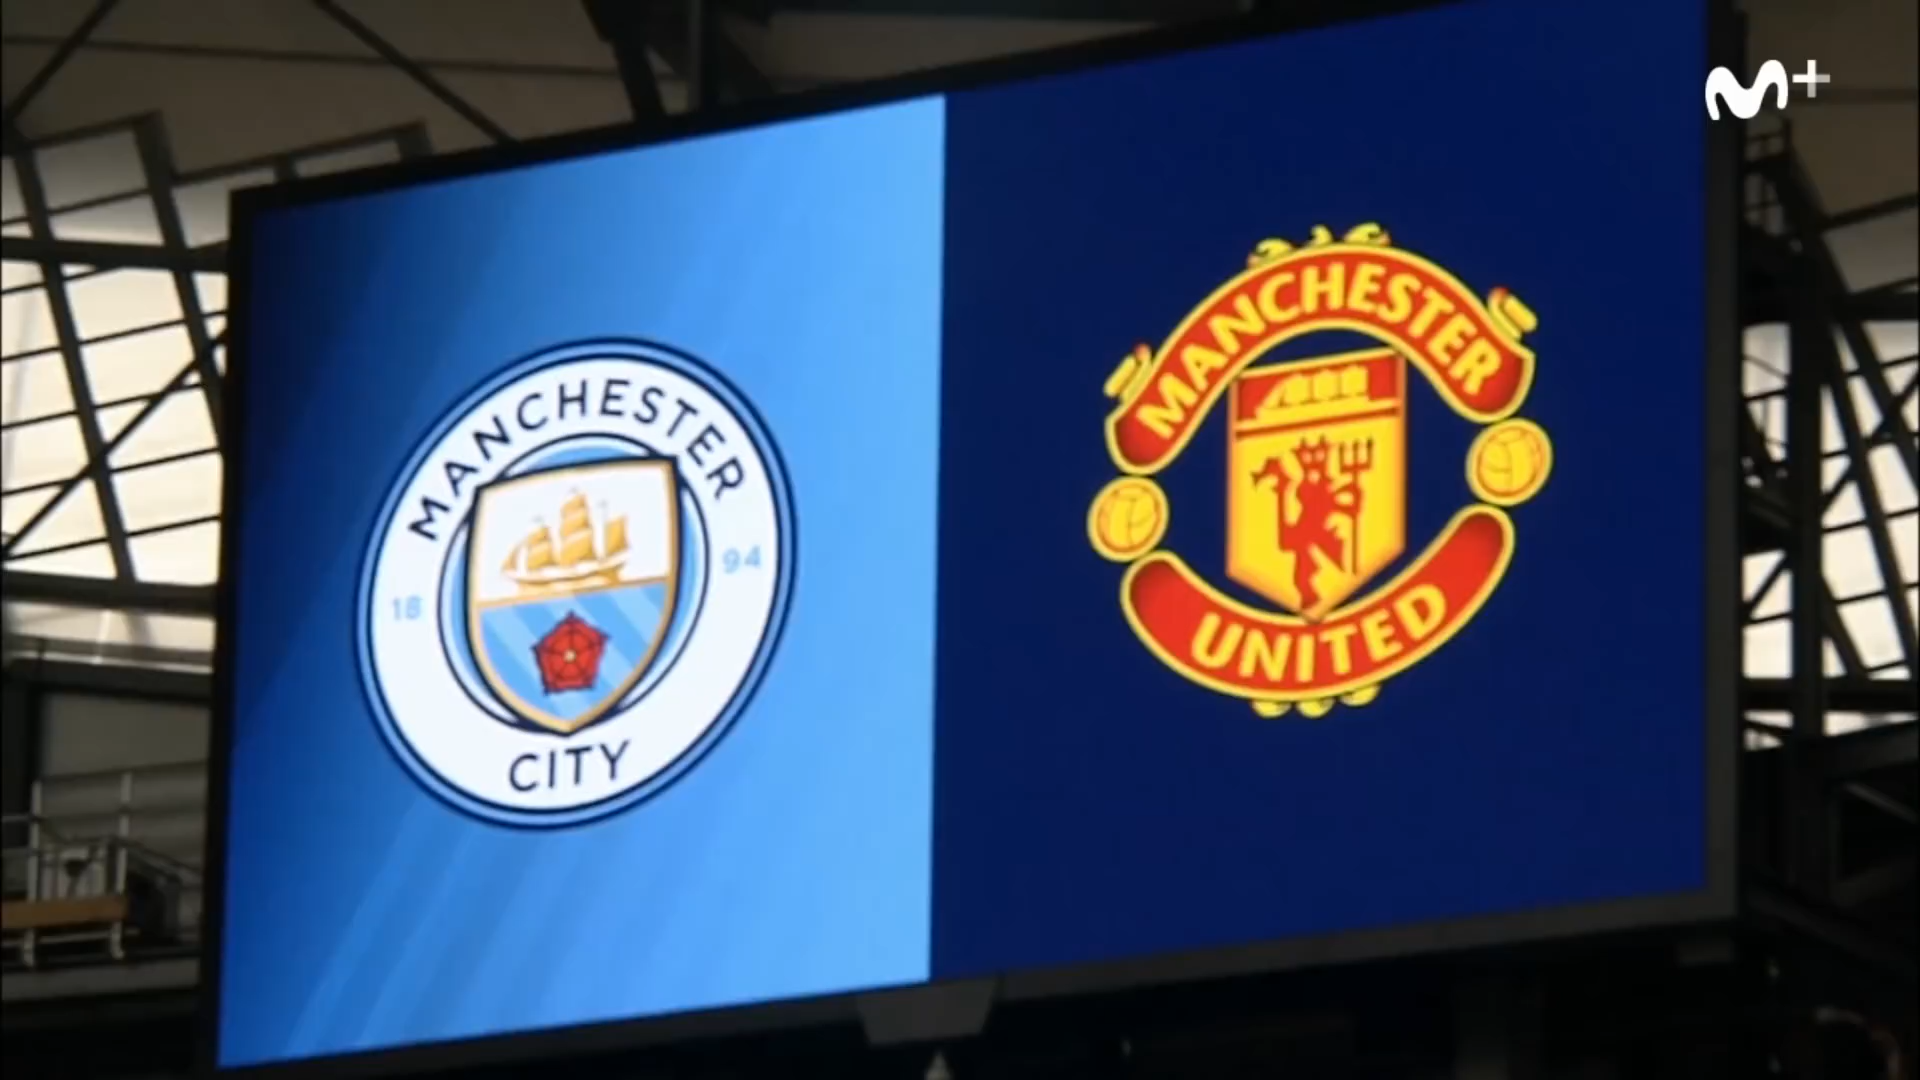 M+
MANCHESTER
18 94
CITY
MANCHESTER
UNITED